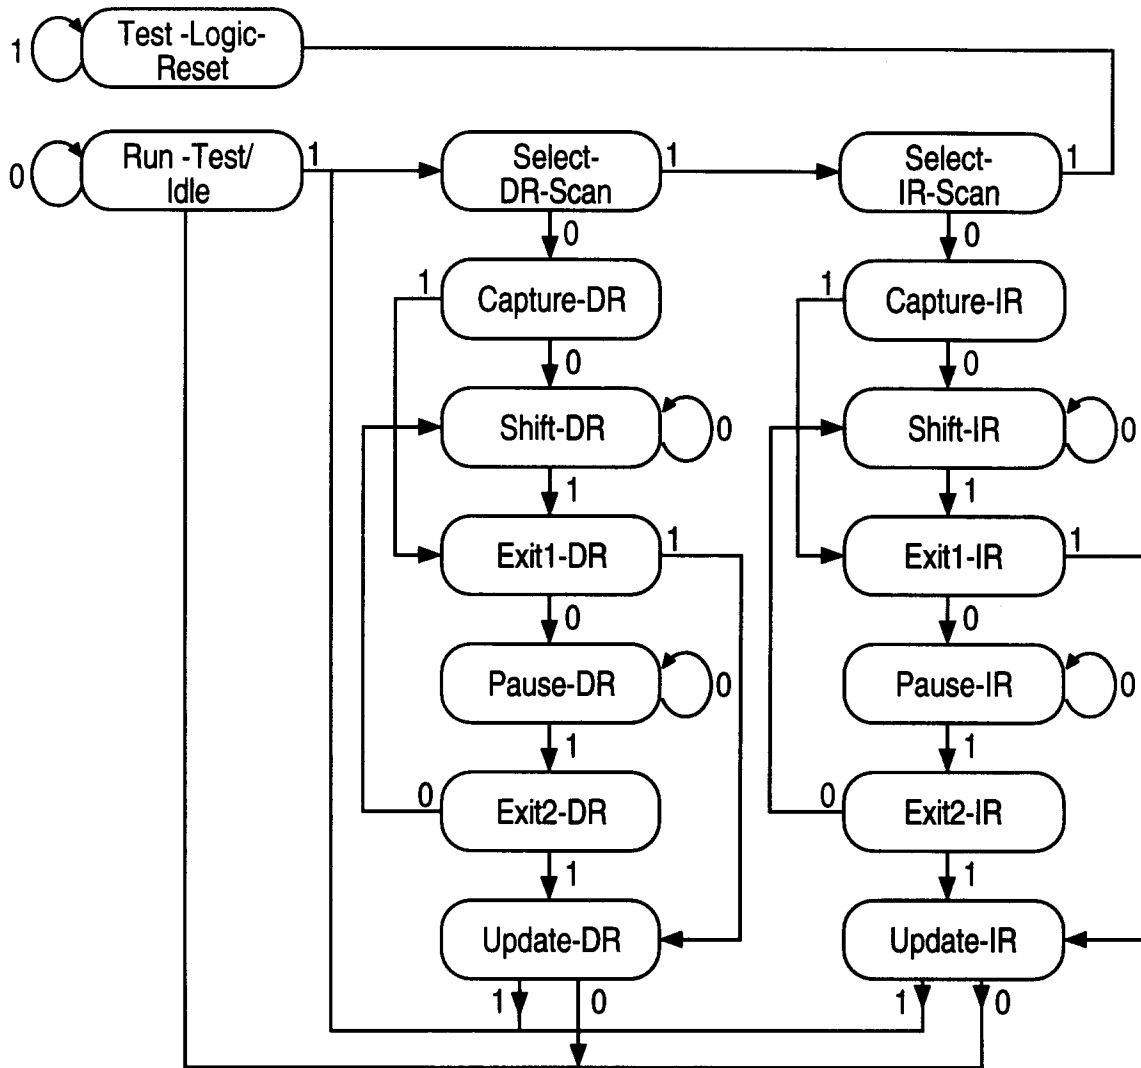 Test -Logic-
Reset
1
Run -Test/
Idle
0
1
Select-
DR-Scan
1
0
Select-
IR-Scan
1
0
Capture-DR
1
0
Capture-IR
1
0
Shift-DR
0
1
Shift-IR
0
1
Exit1-DR
1
0
Exit1-IR
1
0
Pause-DR
0
1
Pause-IR
0
1
Exit2-DR
0
1
Exit2-IR
0
1
Update-DR
1
0
Update-IR
1
0